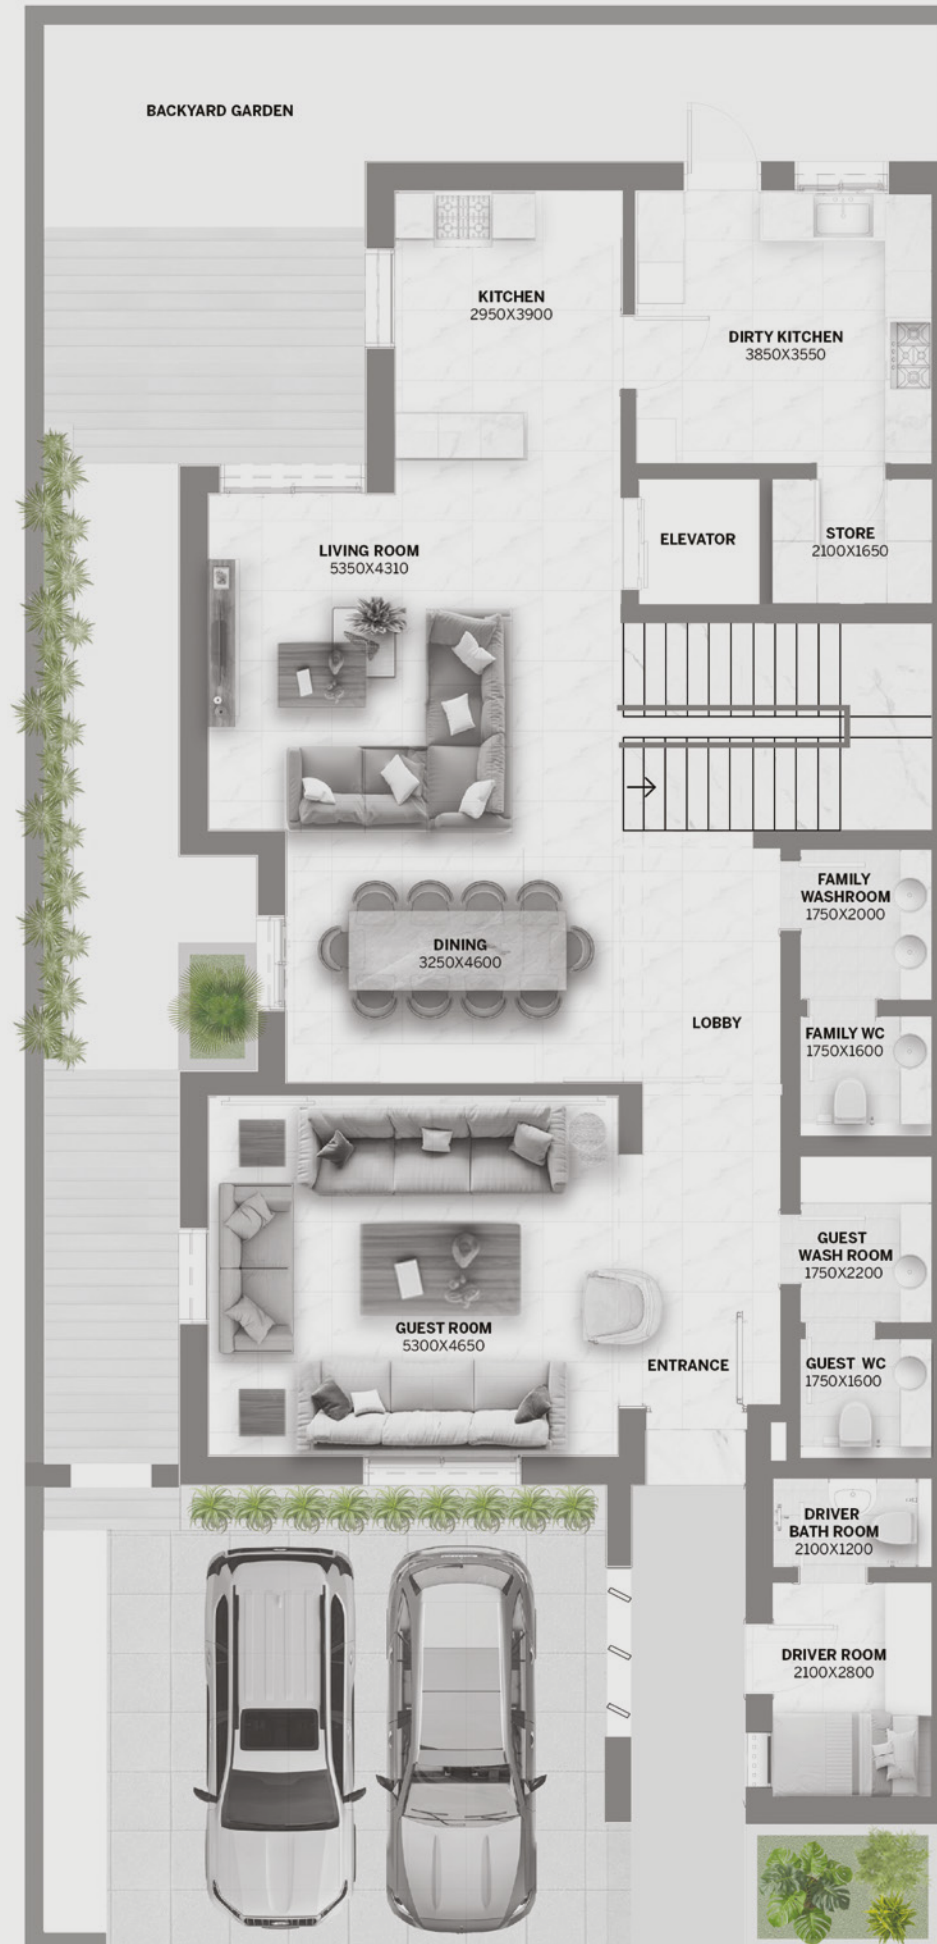 BACKYARD GARDEN
KITCHEN
2950X3900
DIRTY KITCHEN
3850X3550
LIVING ROOM
5350X4310
ELEVATOR
STORE
2100X1650
FAMILY
WASHROOM
1750X2000
DINING
3250X4600
LOBBY
FAMILY WC
1750X1600
GUEST
WASH ROOM
1750X2200
GUEST ROOM
5300X4650
ENTRANCE
GUEST WC
1750X1600
DRIVER
BATH ROOM
2100X1200
DRIVER ROOM
2100X2800